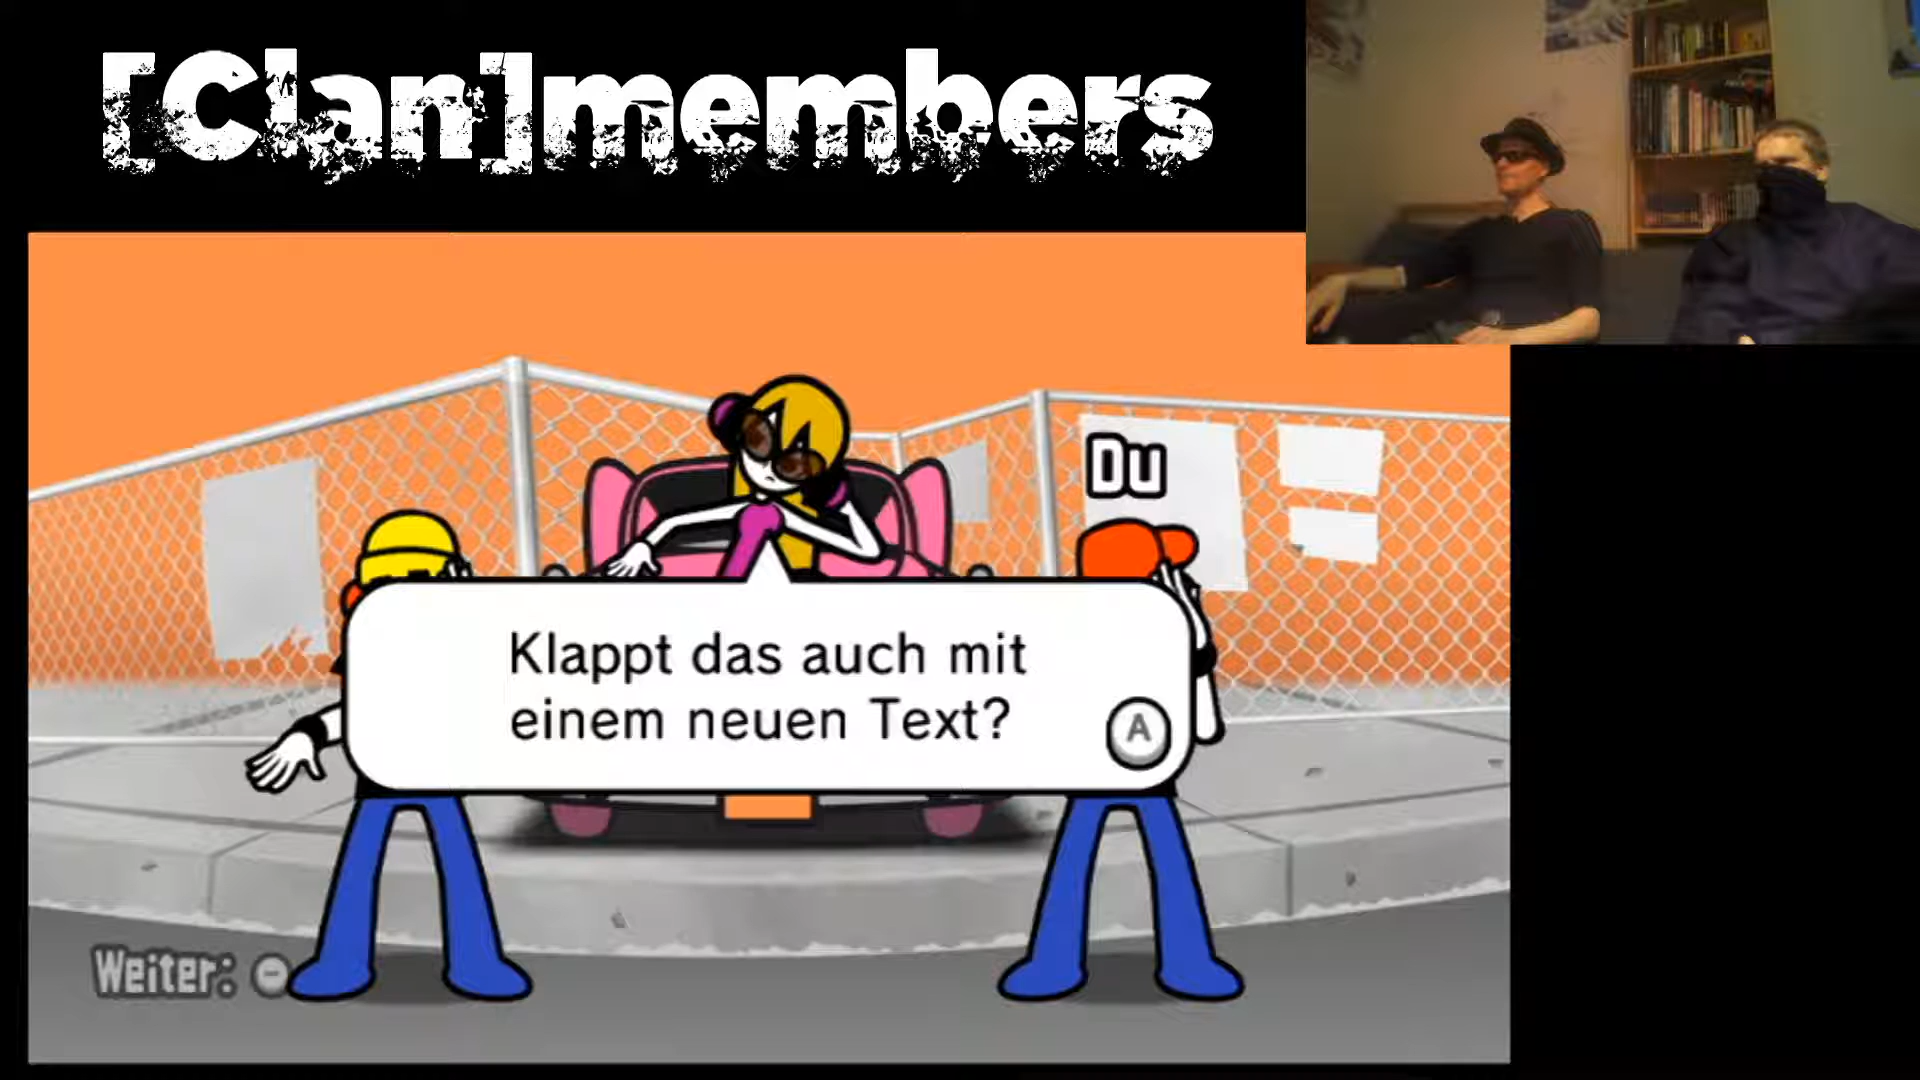 [Clan]members
Du
Klappt das auch mit
einem neuen Text?
A
Weiter: -